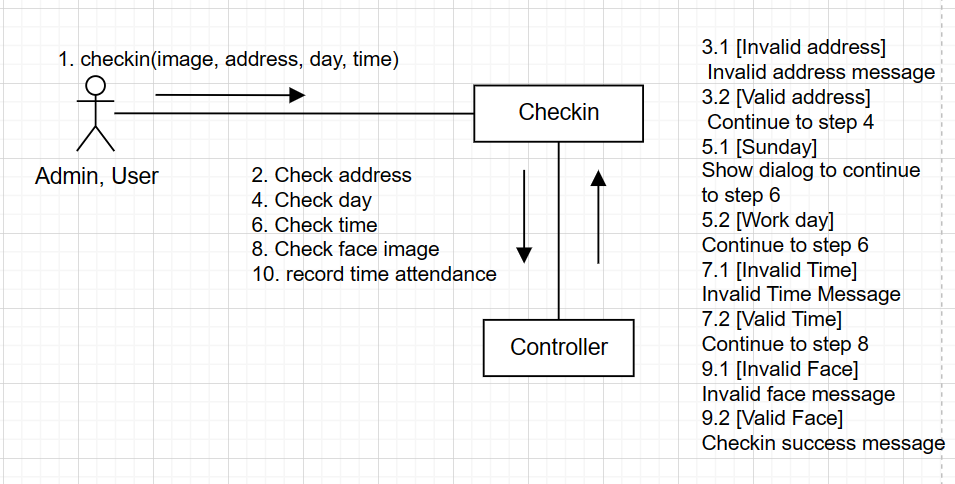 1. checkin(image, address, day, time)
Checkin
Admin, User
2. Check address
4. Check day
6. Check time
8. Check face image
10. record time attendance
Controller
3.1 [Invalid address]
Invalid address message
3.2 [Valid address]
Continue to step 4
5.1 [Sunday]
Show dialog to continue
to step 6
5.2 [Work day]
Continue to step 6
7.1 [Invalid Time]
Invalid Time Message
7.2 [Valid Time]
Continue to step 8
9.1 [Invalid Face]
Invalid face message
9.2 [Valid Face]
Checkin success message